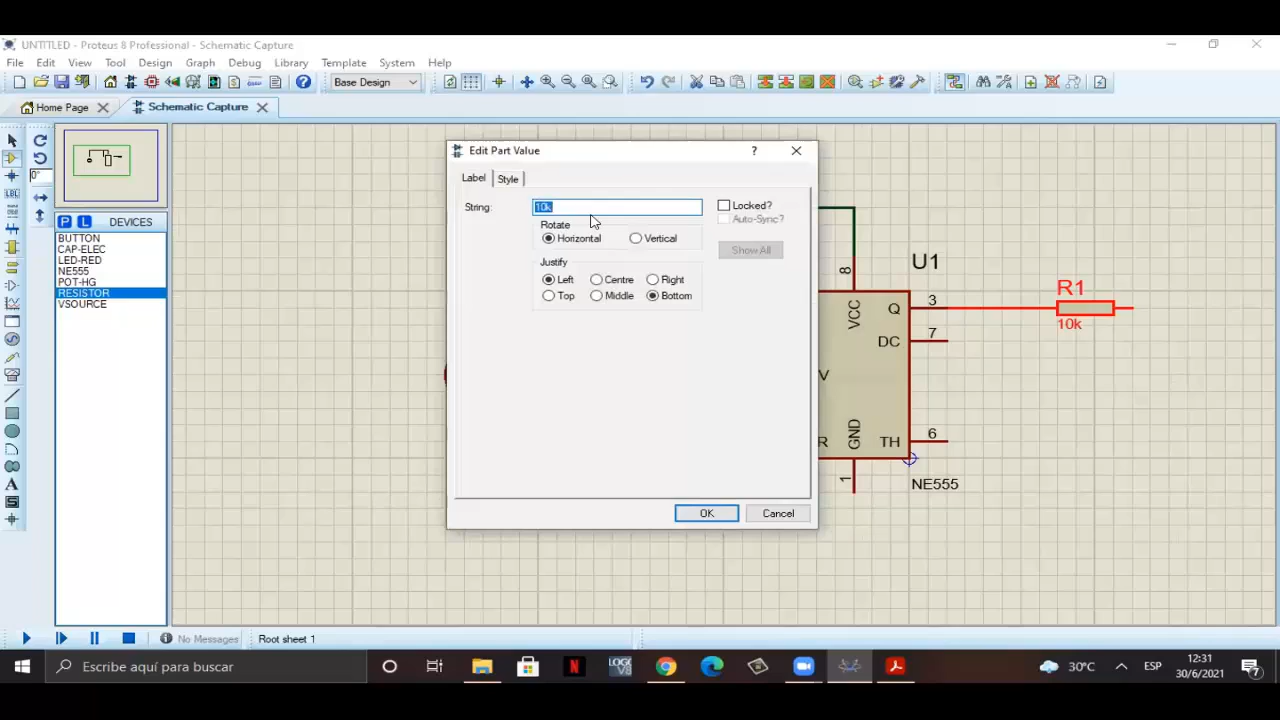 UNTITLED - Proteus 8 Professional - Schematic Capture
File Edit View Tool Design Graph Debug Library Template System Help
Base Design
Home Page Schematic Capture
0°
LBL
P L DEVICES
BUTTON
CAP-ELEC
LED-RED
NE555
POT-HG
RESISTOR
VSOURCE
A
Edit Part Value
?
Label Style
String: 10k
Locked?
Auto-Sync?
Show All
Rotate
Horizontal Vertical
Justify
Left Centre Right
Top Middle Bottom
OK Cancel
U1
8
VCC
Q
3
R1
10k
DC
7
V
R
GND
TH
6
1
NE555
No Messages Root sheet 1
Escribe aquí para buscar
N
30°C
ESP
12:31
30/6/2021
7